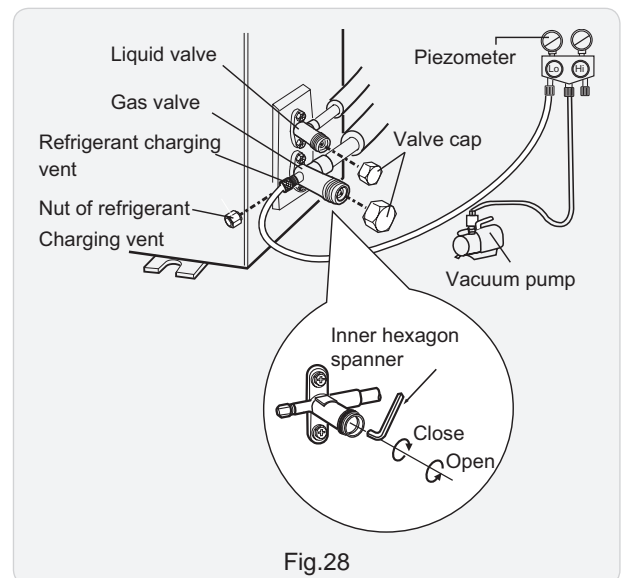 Liquid valve
Gas valve
Refrigerant charging
vent
Nut of refrigerant
Charging vent
Piezometer
Lo
Hi
Valve cap
Vacuum pump
Inner hexagon
spanner
Close
Open
Fig.28